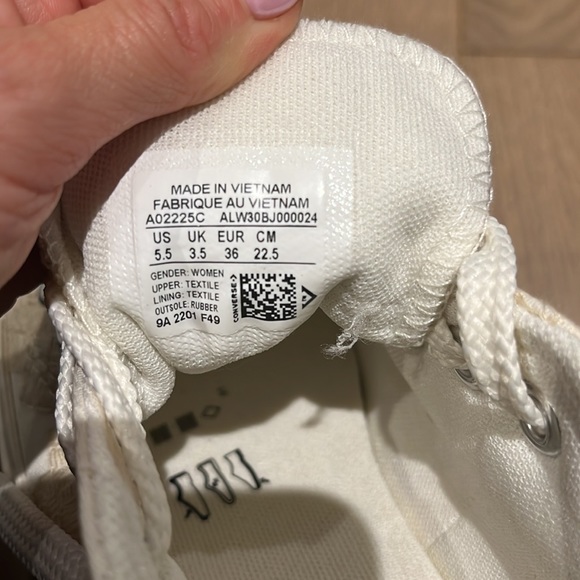 MADE IN VIETNAM
FABRIQUE AU VIETNAM
A02225C ALW30BJ000024
US UK EUR CM
5.5 3.5 36 22.5
GENDER: WOMEN
UPPER: TEXTILE
LINING: TEXTILE
OUTSOLE: RUBBER
9A 2201 F49
CONVERSE